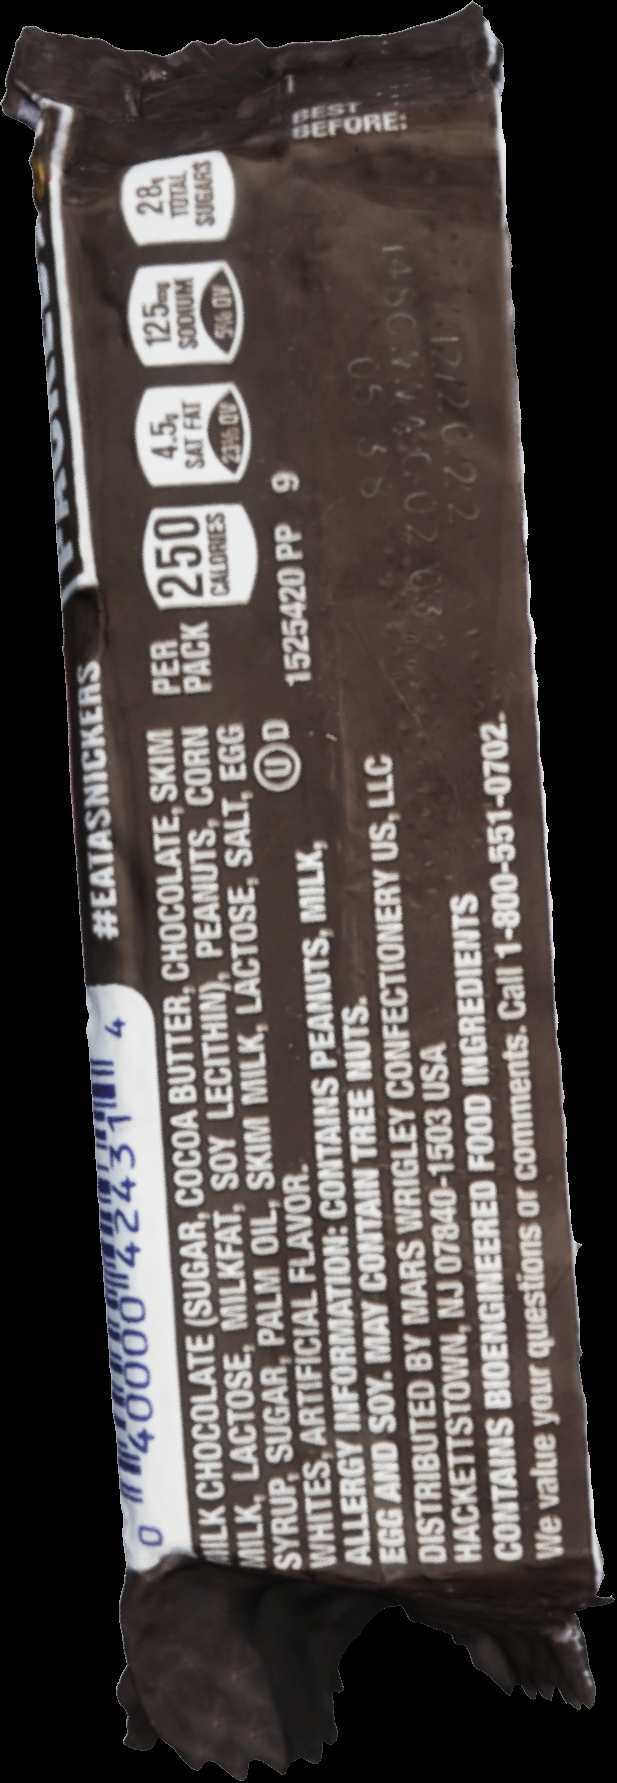 #EATASNICKERS
0 40000 42431 4
PER
PACK
250
CALORIES
4.5g
SAT FAT
23% DV
125mg
SODIUM
5% DV
28g
TOTAL
SUGARS
MILK CHOCOLATE (SUGAR, COCOA BUTTER, CHOCOLATE, SKIM
MILK, LACTOSE, MILKFAT, SOY LECITHIN), PEANUTS, CORN
SYRUP, SUGAR, PALM OIL, SKIM MILK, LACTOSE, SALT, EGG
WHITES, ARTIFICIAL FLAVOR.
U D
ALLERGY INFORMATION: CONTAINS PEANUTS, MILK,
EGG AND SOY. MAY CONTAIN TREE NUTS.
DISTRIBUTED BY MARS WRIGLEY CONFECTIONERY US, LLC
HACKETTSTOWN, NJ 07840-1503 USA
CONTAINS BIOENGINEERED FOOD INGREDIENTS
We value your questions or comments. Call 1-800-551-0702.
1525420 PP 9
BEST
BEFORE:
12/2022